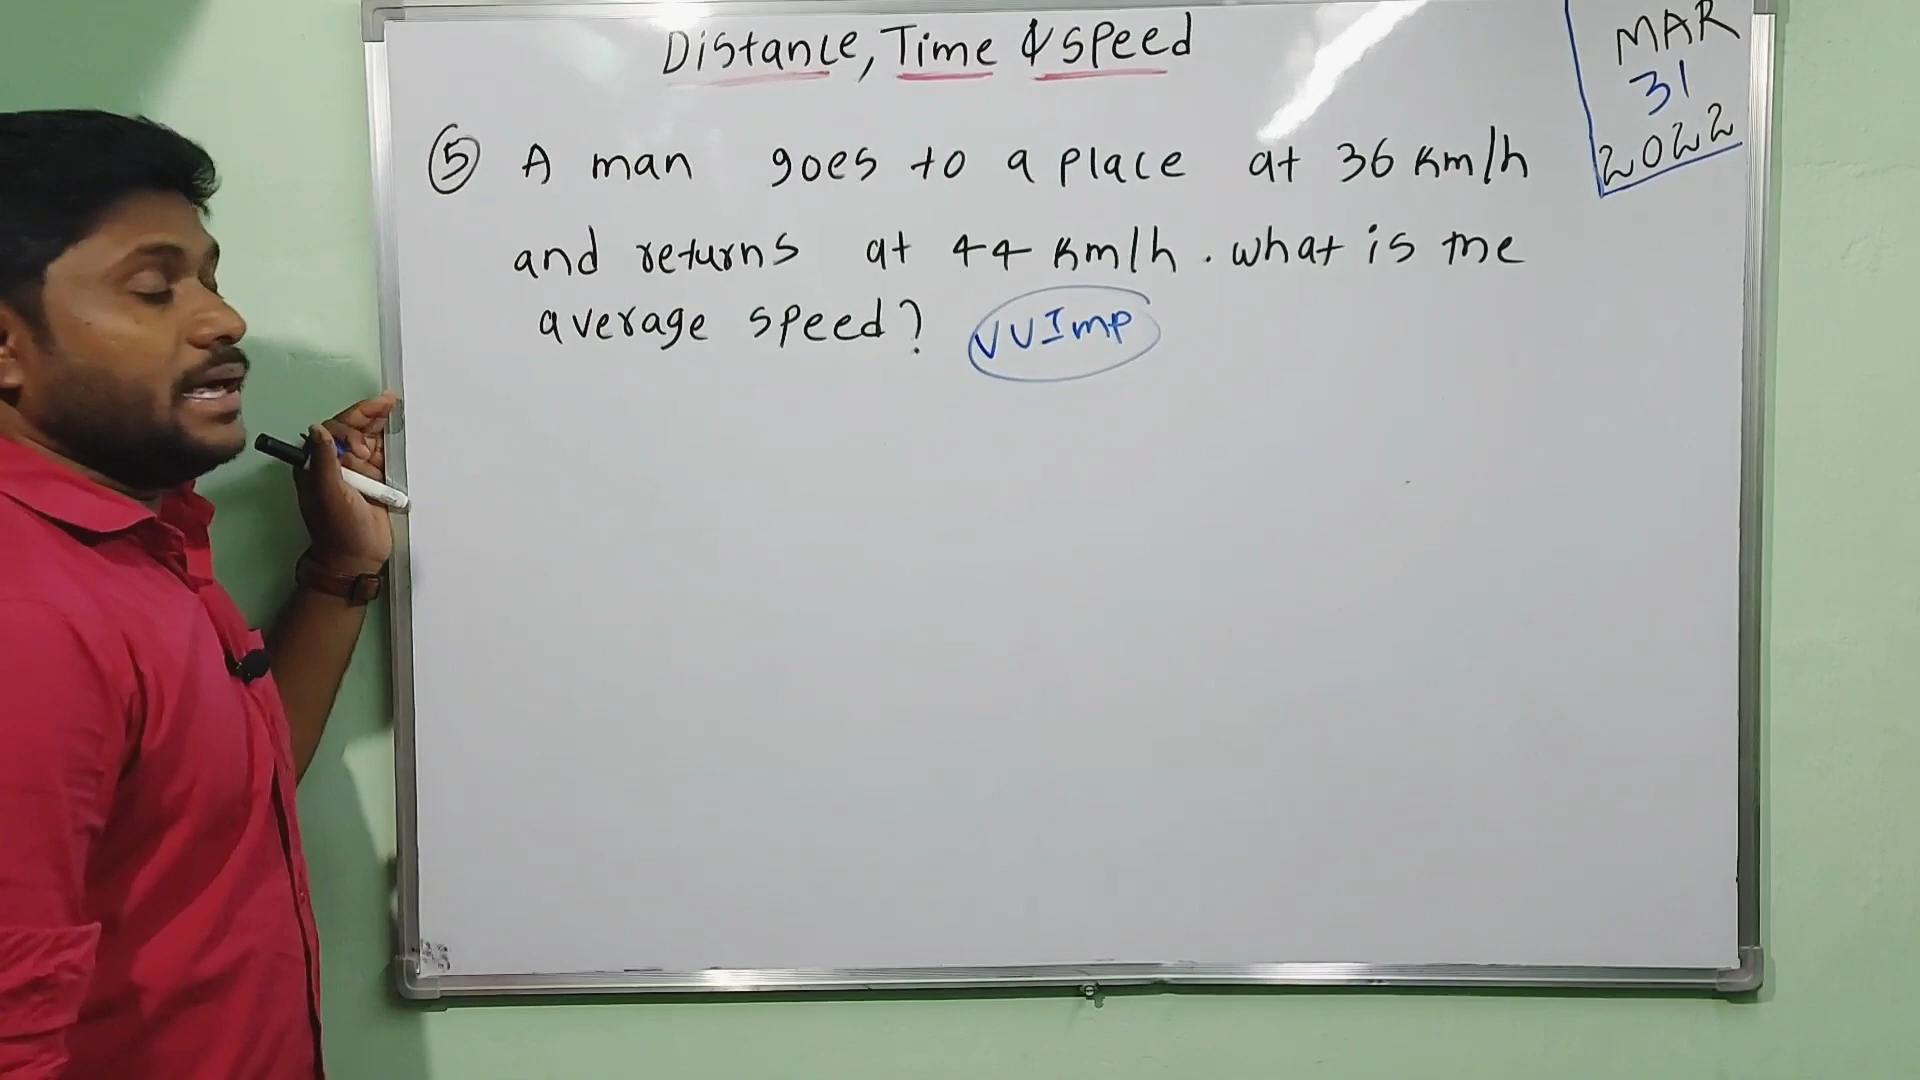 Distance, Time & speed
MAR
31
2022
5 A man goes to a place at 36 Km/h
and returns at 44 Km/h. what is the
average speed? VVImp